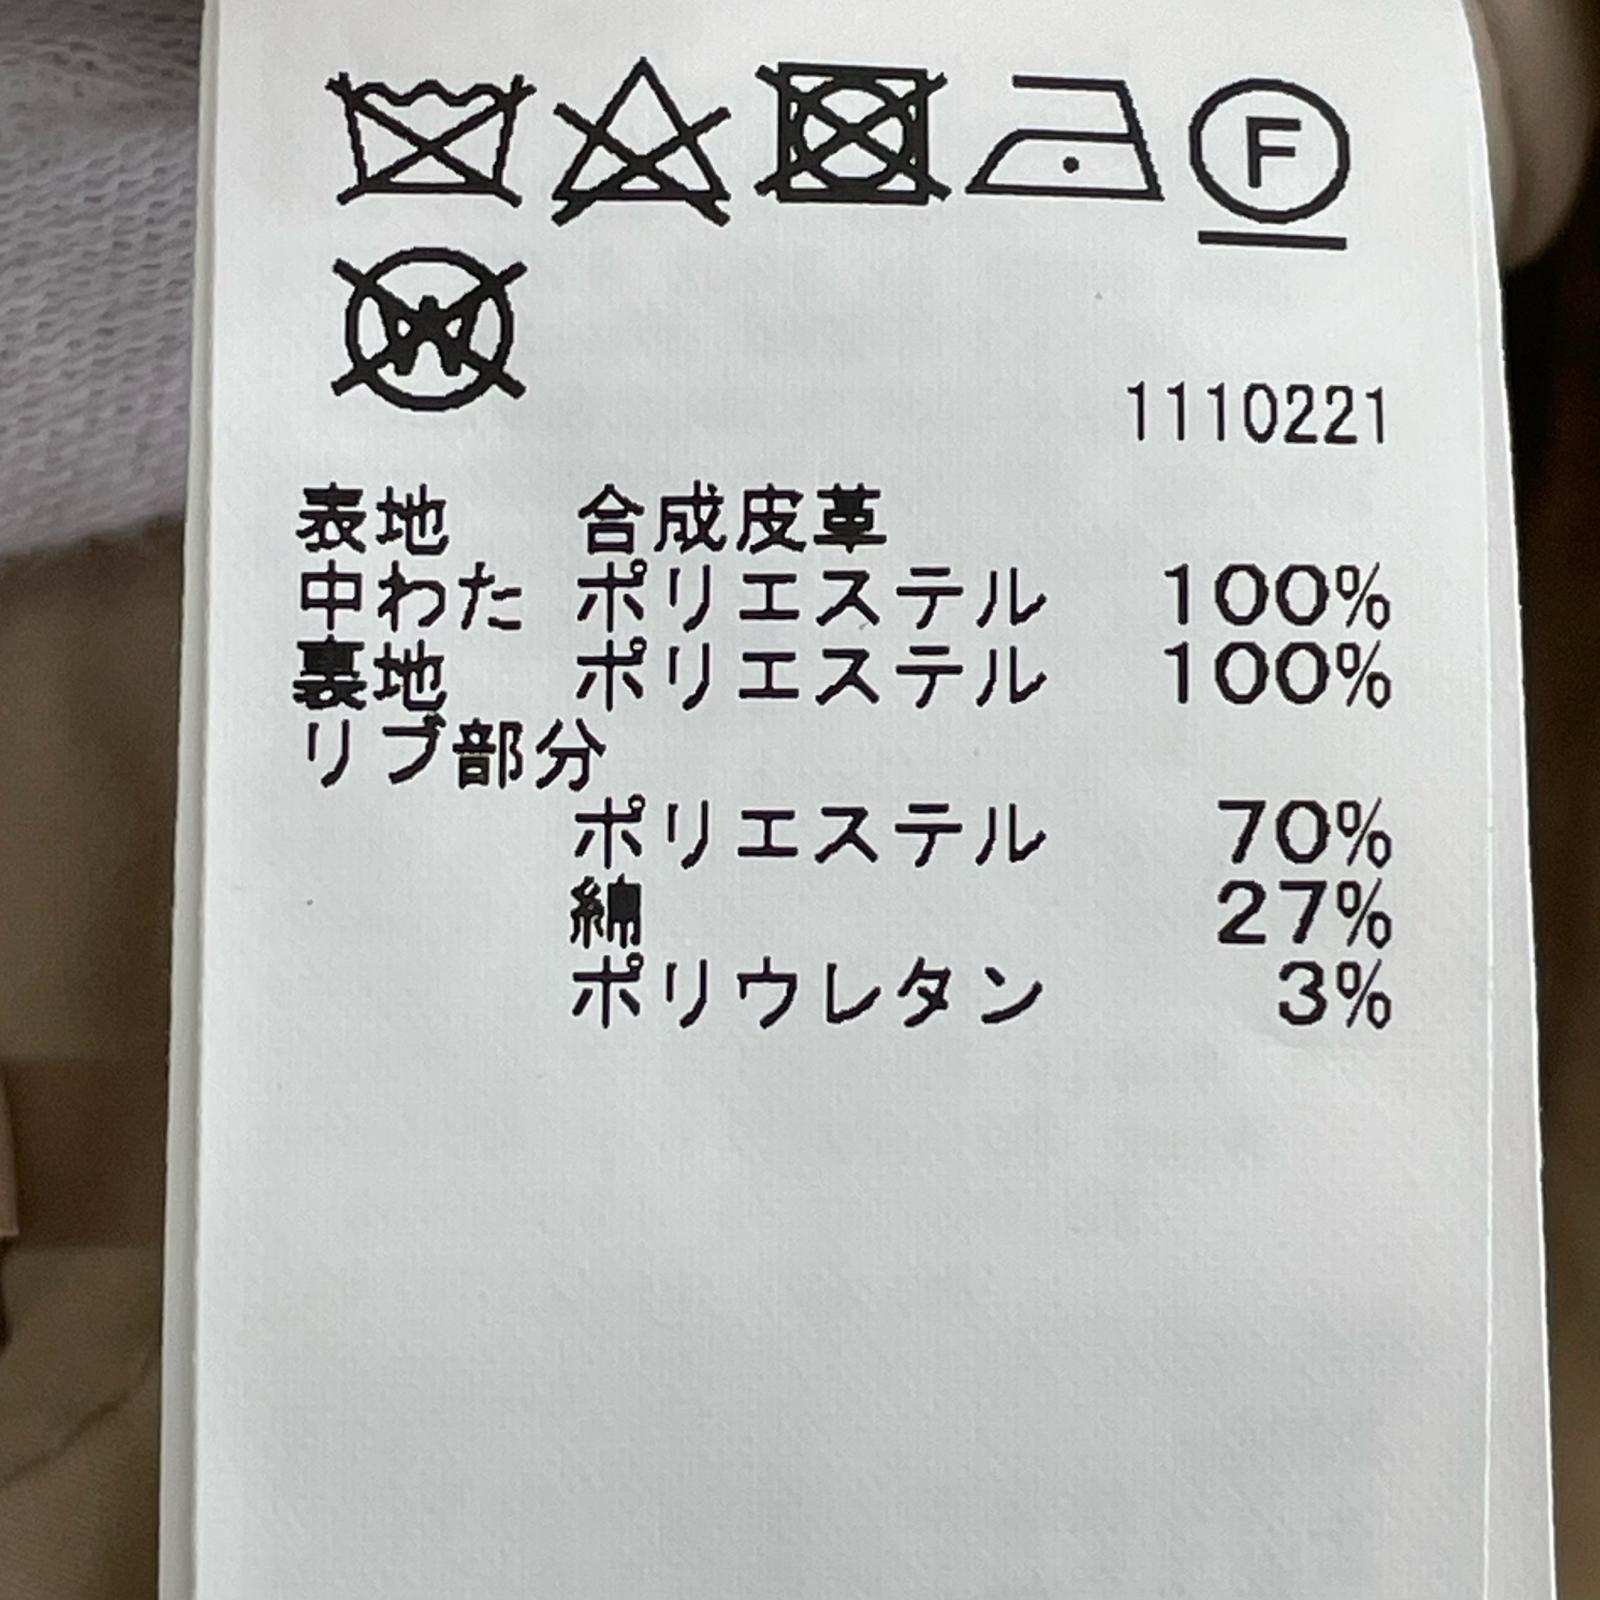 F
W
1110221
表地 合成皮革
中わた ポリエステル 100%
裏地 ポリエステル 100%
リブ部分
ポリエステル 70%
綿 27%
ポリウレタン 3%